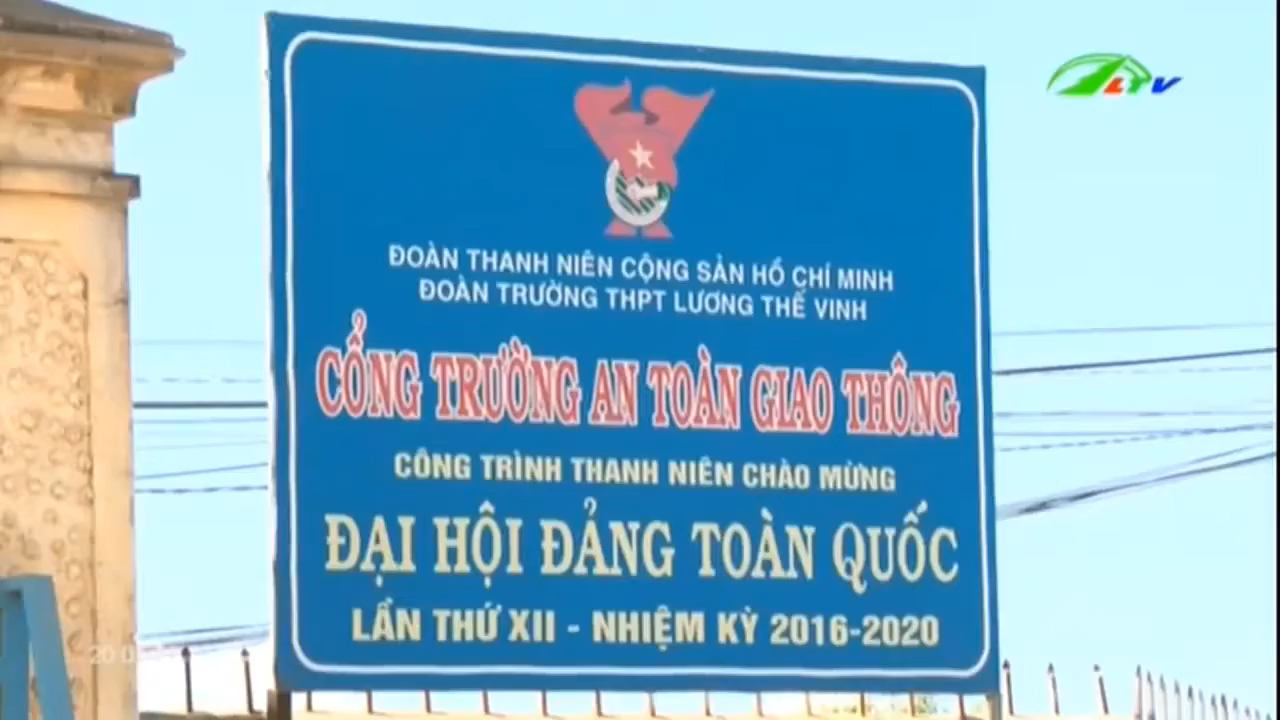 LTV
ĐOÀN THANH NIÊN CỘNG SẢN HỒ CHÍ MINH
ĐOÀN TRƯỜNG THPT LƯƠNG THẾ VINH
CỔNG TRƯỜNG AN TOÀN GIAO THÔNG
CÔNG TRÌNH THANH NIÊN CHÀO MỪNG
ĐẠI HỘI ĐẢNG TOÀN QUỐC
LẦN THỨ XII - NHIỆM KỲ 2016-2020